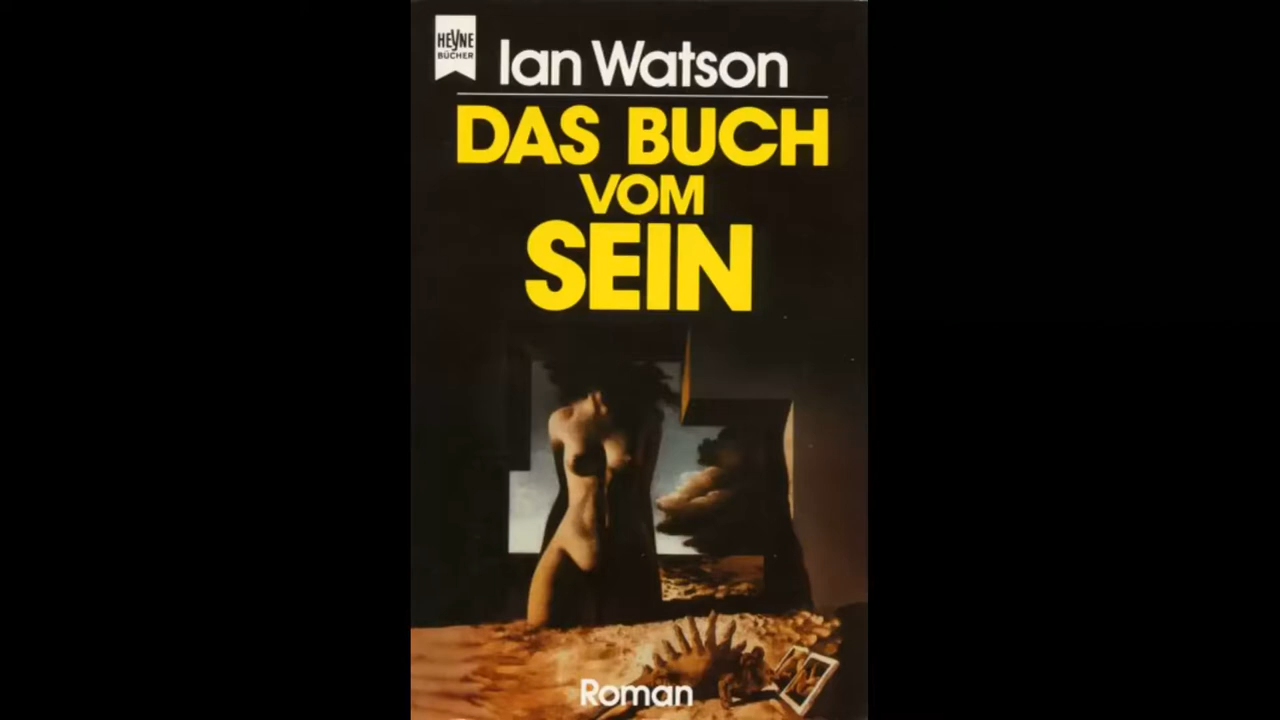 HEYNE
BÜCHER
Ian Watson
DAS BUCH
VOM
SEIN
Roman